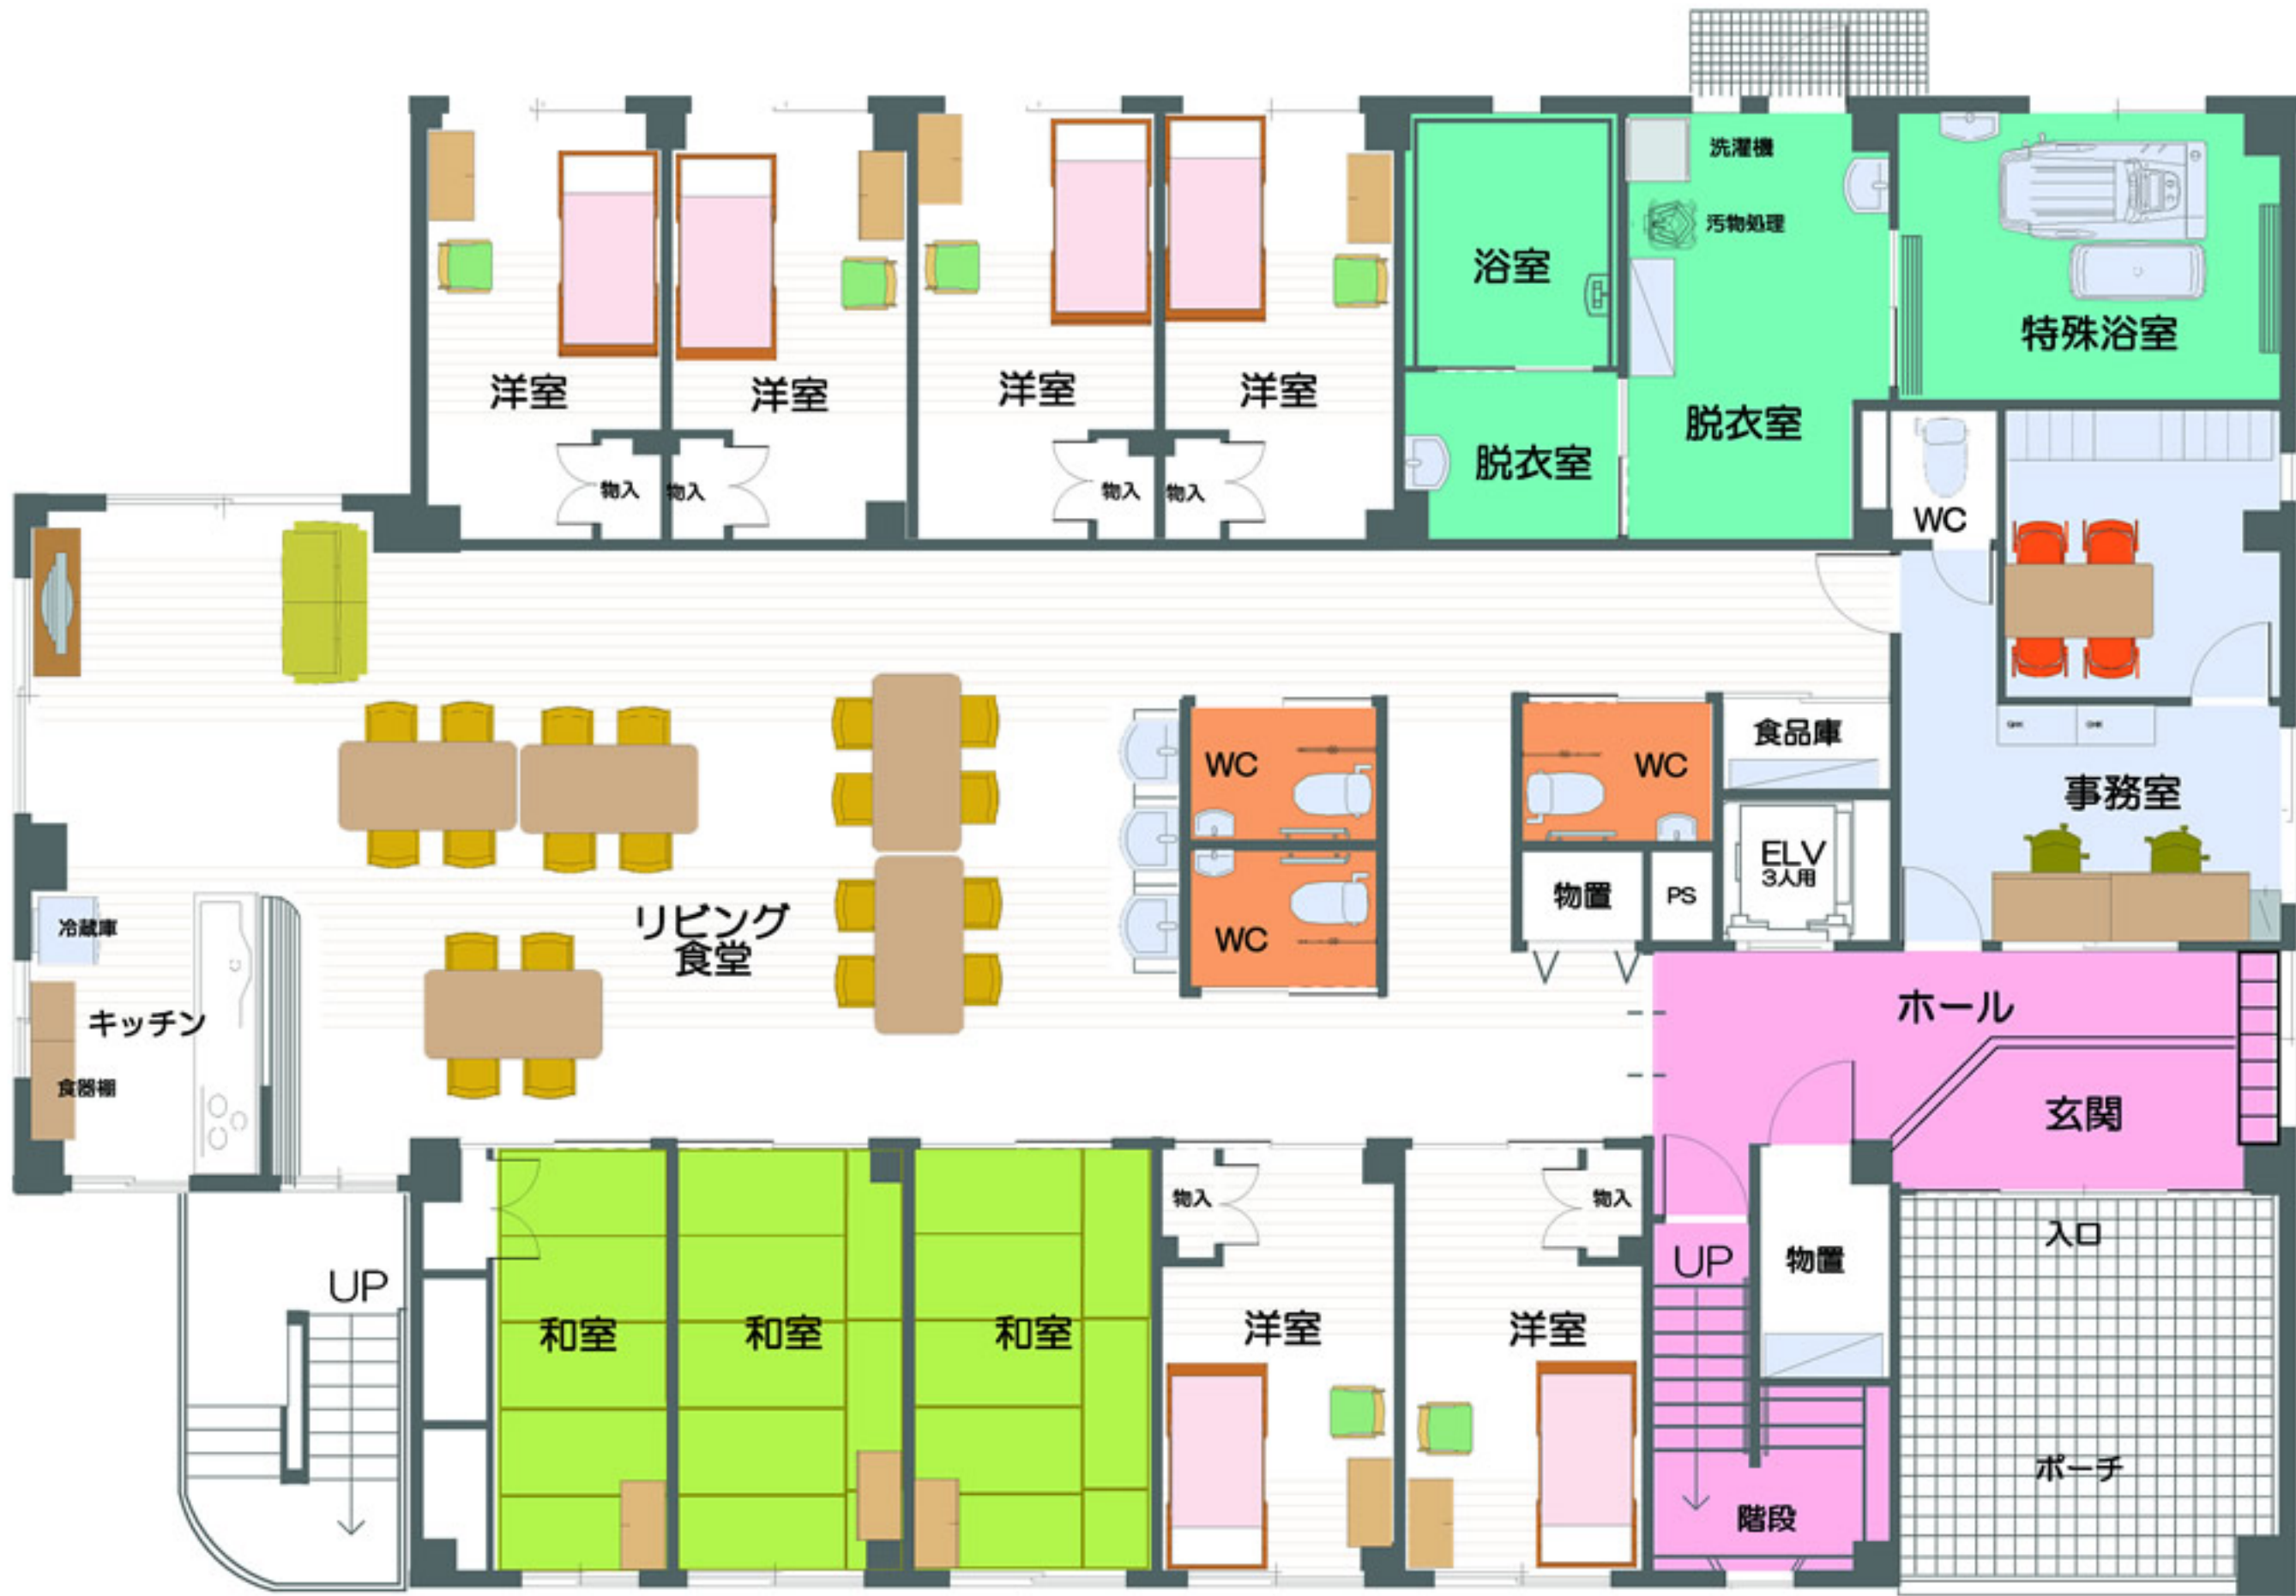 洗濯機
汚物処理
浴室
特殊浴室
洋室
洋室
洋室
洋室
脱衣室
脱衣室
物入
物入
物入
物入
WC
WC
WC
食品庫
事務室
ELV
3人用
物置
PS
冷蔵庫
リビング
食堂
WC
キッチン
ホール
食器棚
玄関
物入
物入
入口
UP
UP
物置
和室
和室
和室
洋室
洋室
ポーチ
階段